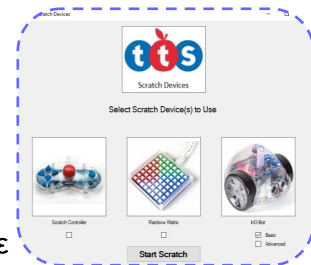 Scratch Devices
tts
Scratch Devices
Select Scratch Device(s) to Use
Scratch Controller
Rainbow Matrix
InO-Bot
Basic
Advanced
Start Scratch